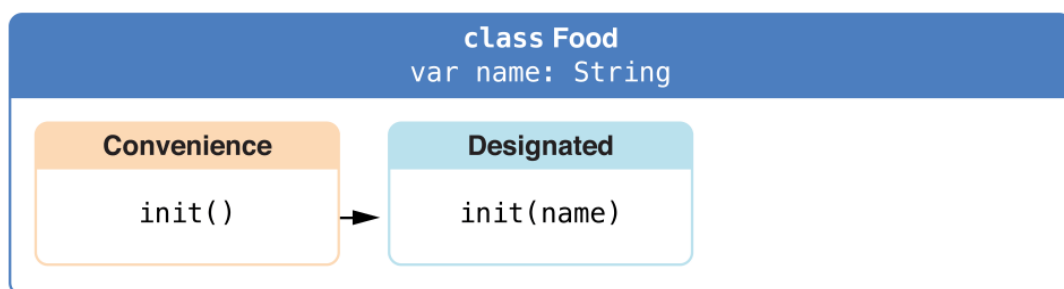 class Food
var name: String
Convenience
Designated
init()
init(name)